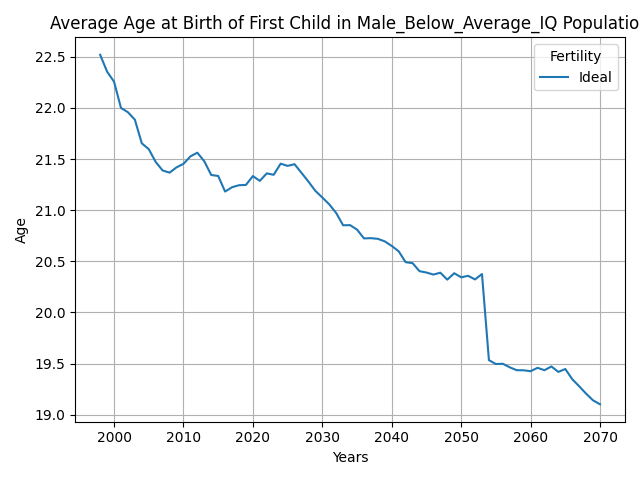 Average Age at Birth of First Child in Male_Below_Average_IQ Populatio
Fertility
Ideal
22.5
22.0
21.5
21.0
20.5
20.0
19.5
19.0
Age
2000 2010 2020 2030 2040 2050 2060 2070
Years